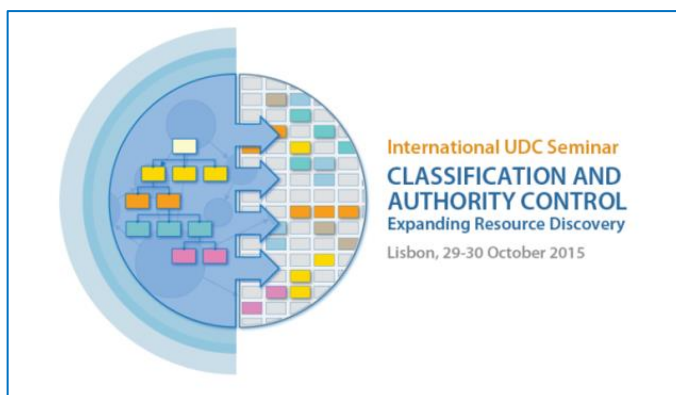 International UDC Seminar
CLASSIFICATION AND
AUTHORITY CONTROL
Expanding Resource Discovery
Lisbon, 29-30 October 2015